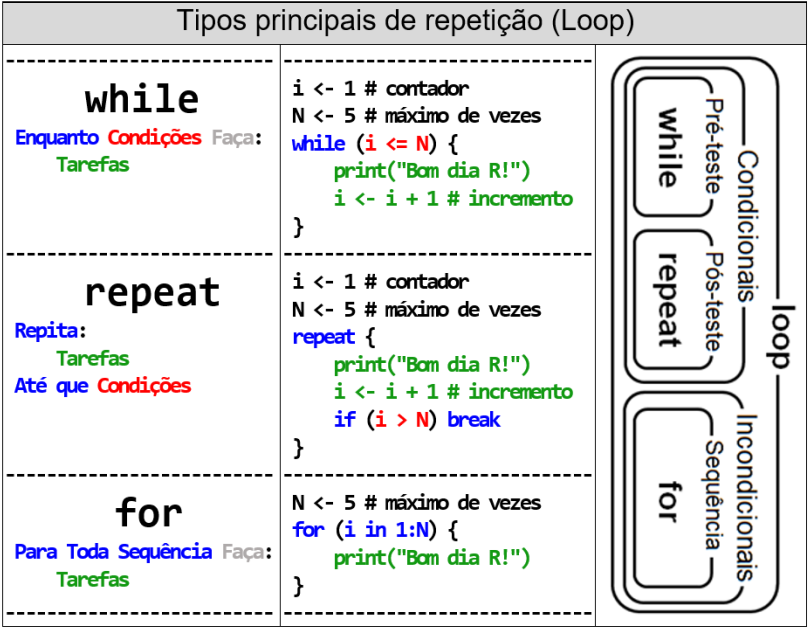 Tipos principais de repetição (Loop)
while
Enquanto Condições Faça:
Tarefas
i <- 1 # contador
N <- 5 # máximo de vezes
while (i <= N) {
print("Bom dia R!")
i <- i + 1 # incremento
}
repeat
Repita:
Tarefas
Até que Condições
i <- 1 # contador
N <- 5 # máximo de vezes
repeat {
print("Bom dia R!")
i <- i + 1 # incremento
if (i > N) break
}
for
Para Toda Sequência Faça:
Tarefas
N <- 5 # máximo de vezes
for (i in 1:N) {
print("Bom dia R!")
}
loop
Condicionais
Pré-teste
while
Pós-teste
repeat
Incondicionais
Sequência
for